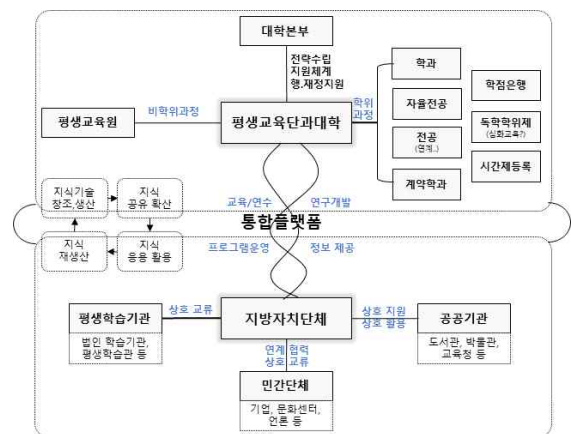 대학본부
전략수립
지원체계
행.재정지원
학과
학점은행
비학위과정
학위
과정
자율전공
평생교육원
평생교육단과대학
독학학위제
(심화교육?)
전공
(연계..)
시간제등록
계약학과
지식기술
창조,생산
지식
공유 확산
교육/연수
연구개발
통합플랫폼
지식
재생산
지식
응용 활용
프로그램운영
정보 제공
상호 교류
상호 지원
상호 활용
평생학습기관
지방자치단체
공공기관
법인 학습기관,
평생학습관 등
도서관, 박물관,
교육청 등
연계 협력
상호 교류
민간단체
기업, 문화센터,
언론 등